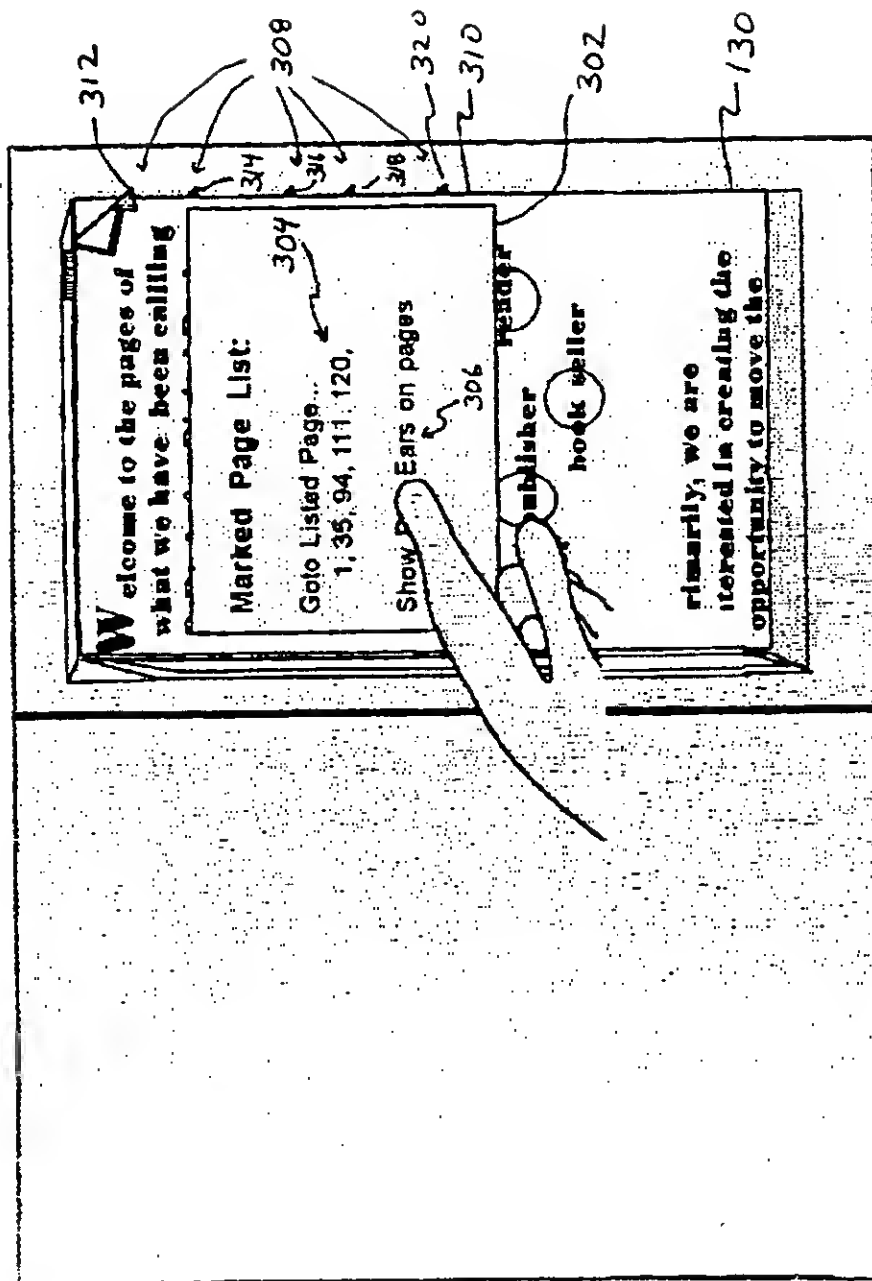 Welcome to the pages of
what we have been calling
Marked Page List:
Goto Listed Page...
1, 35, 94, 111, 120,
Show Ears on pages
reader
book seller
rimarily, we are
iterested in creating the
opportunity to move the
312
308
314
316
318
320
310
304
306
302
130